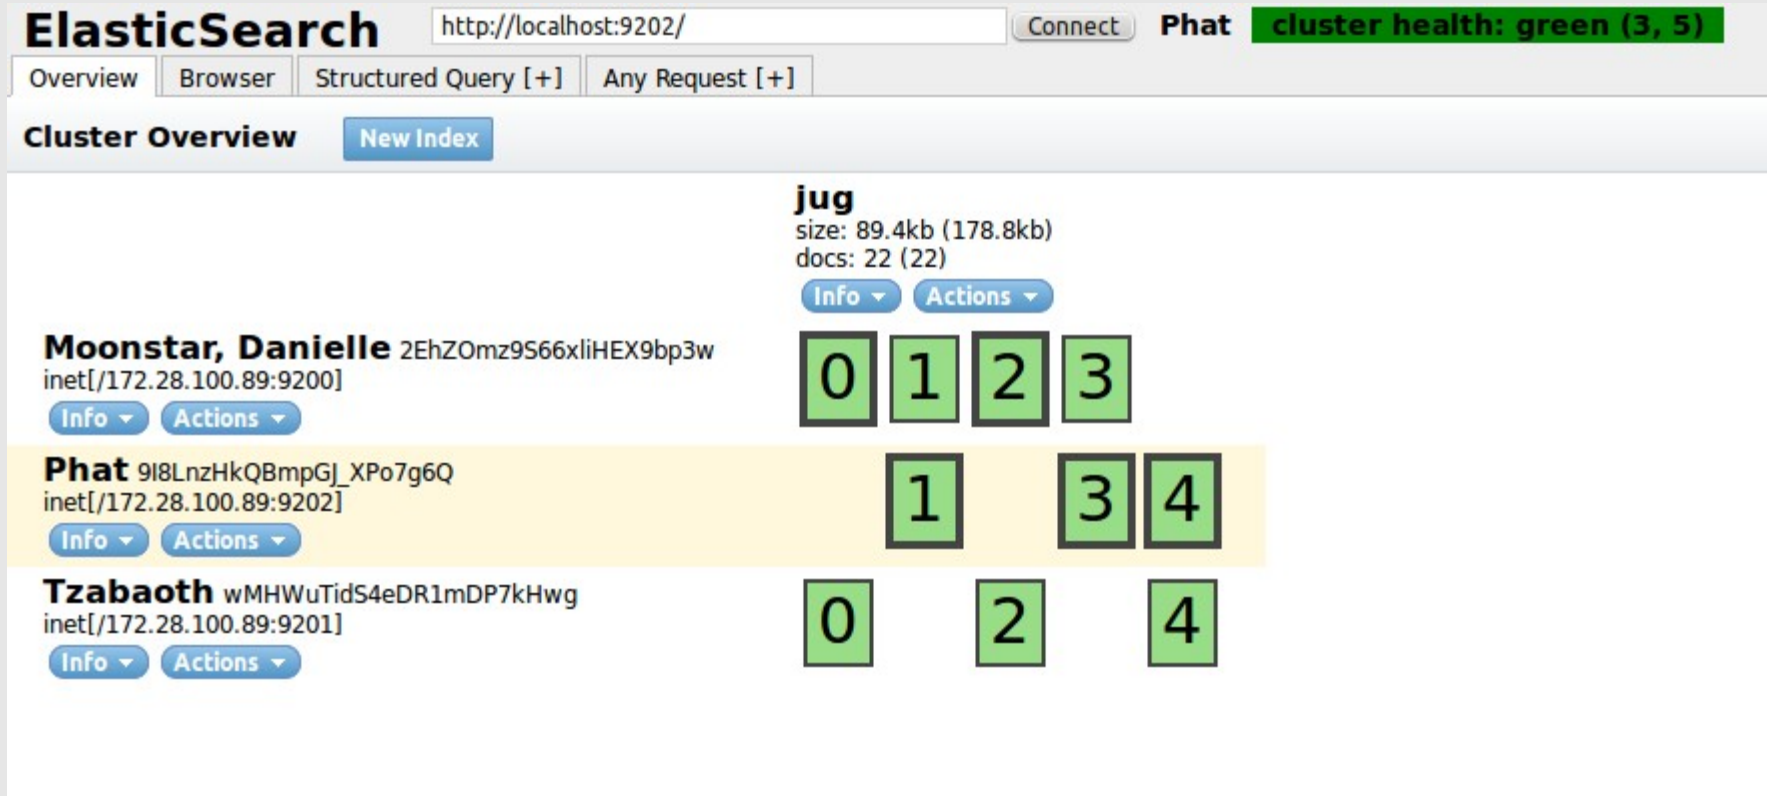 ElasticSearch http://localhost:9202/ Connect Phat cluster health: green (3, 5)
Overview Browser Structured Query [+] Any Request [+]
Cluster Overview New Index
jug
size: 89.4kb (178.8kb)
docs: 22 (22)
Info Actions
Moonstar, Danielle 2EhZOmz9S66xliHEX9bp3w
inet[/172.28.100.89:9200]
Info Actions
0 1 2 3
Phat 9I8LnzHkQBmpGJ_XPo7g6Q
inet[/172.28.100.89:9202]
Info Actions
1 3 4
Tzabaoth wMHWuTidS4eDR1mDP7kHwg
inet[/172.28.100.89:9201]
Info Actions
0 2 4